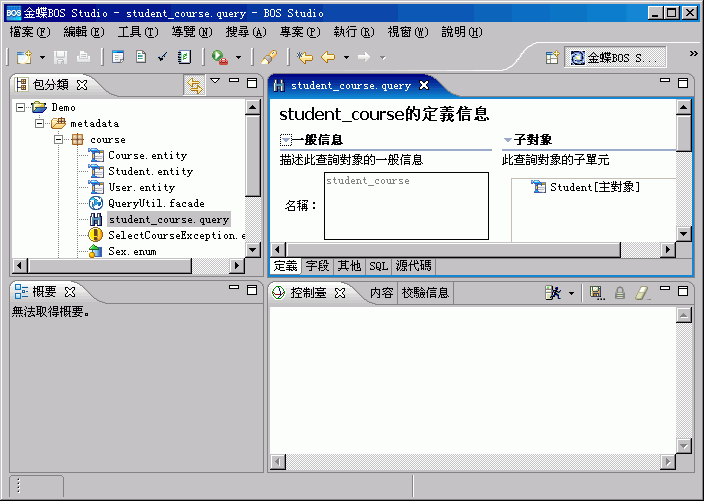 BOS 金蝶BOS Studio - student_course.query - BOS Studio
檔案(F) 編輯(E) 工具(T) 導覽(N) 搜尋(A) 專案(P) 執行(R) 視窗(W) 說明(H)
金蝶BOS S... »
包分類
Demo
metadata
course
Course.entity
Student.entity
User.entity
QueryUtil.facade
student_course.query
SelectCourseException.e
Sex.enum
student_course.query
student_course的定義信息
一般信息
描述此查詢對象的一般信息
名稱：
student_course
子對象
此查詢對象的子單元
Student[主對象]
定義 字段 其他 SQL 源代碼
概要
無法取得概要。
控制臺 內容 校驗信息